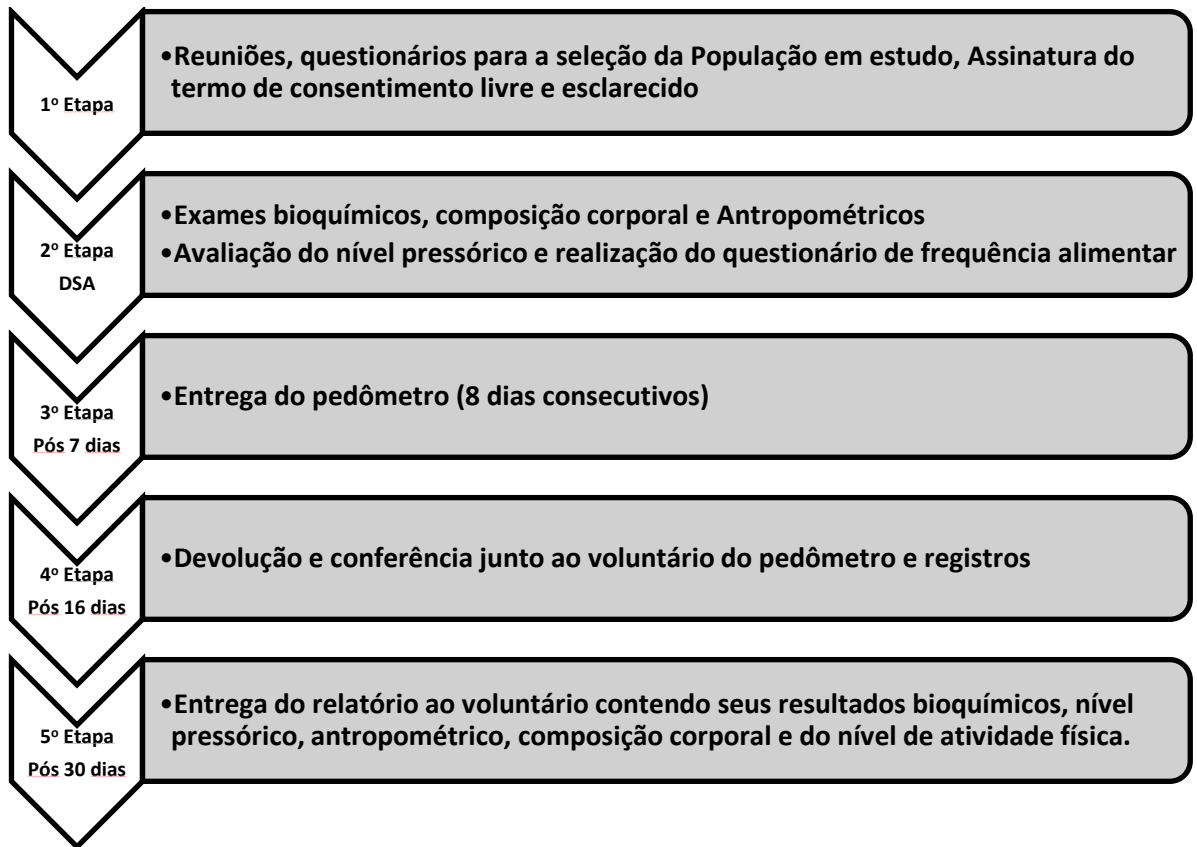 1º Etapa
•Reuniões, questionários para a seleção da População em estudo, Assinatura do
termo de consentimento livre e esclarecido
2º Etapa
DSA
•Exames bioquímicos, composição corporal e Antropométricos
•Avaliação do nível pressórico e realização do questionário de frequência alimentar
3º Etapa
Pós 7 dias
•Entrega do pedômetro (8 dias consecutivos)
4º Etapa
Pós 16 dias
•Devolução e conferência junto ao voluntário do pedômetro e registros
5º Etapa
Pós 30 dias
•Entrega do relatório ao voluntário contendo seus resultados bioquímicos, nível
pressórico, antropométrico, composição corporal e do nível de atividade física.